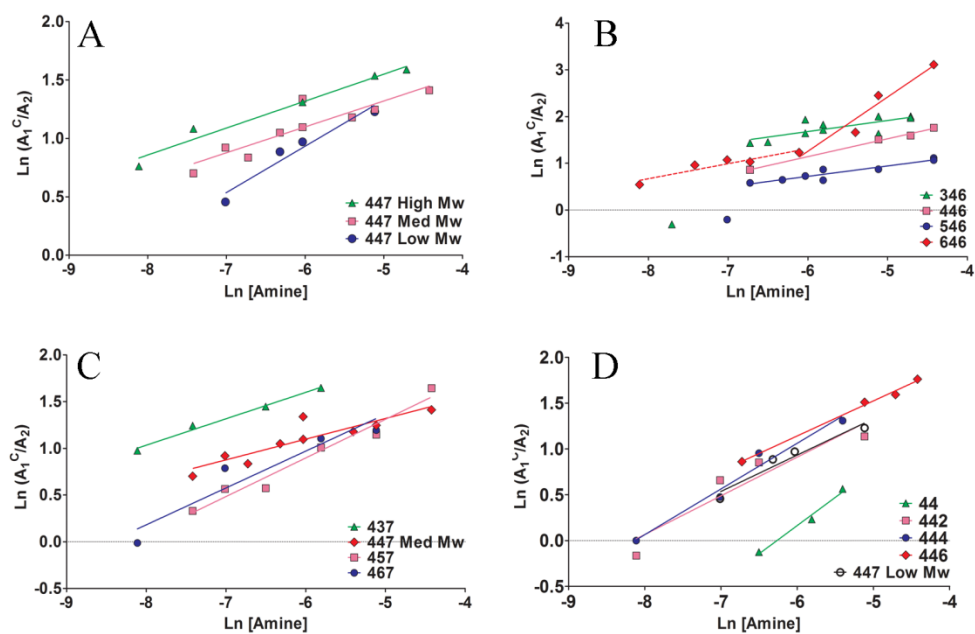 A
Ln (A₁ᶜ/A₂)
2.0
1.5
1.0
0.5
0.0
-9 -8 -7 -6 -5 -4
Ln [Amine]
447 High Mw
447 Med Mw
447 Low Mw
B
Ln (A₁ᶜ/A₂)
4
3
2
1
0
-1
-9 -8 -7 -6 -5 -4
Ln [Amine]
346
446
546
646
C
Ln (A₁ᶜ/A₂)
2.0
1.5
1.0
0.5
0.0
-0.5
-9 -8 -7 -6 -5 -4
Ln [Amine]
437
447 Med Mw
457
467
D
Ln (A₁ᶜ/A₂)
2.0
1.5
1.0
0.5
0.0
-0.5
-9 -8 -7 -6 -5 -4
Ln [Amine]
44
442
444
446
447 Low Mw